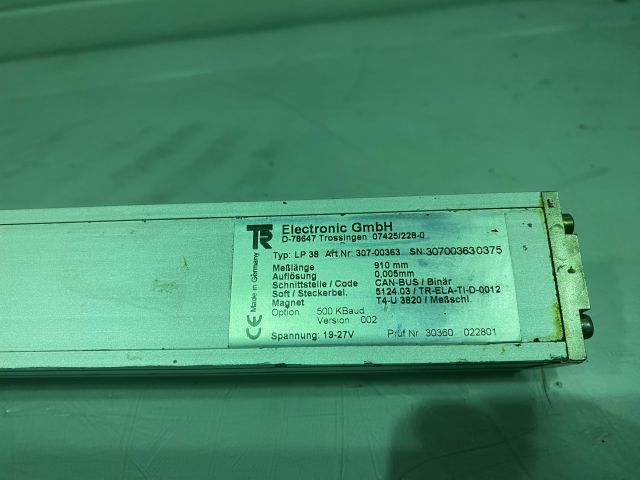 TR Electronic GmbH
D-78647 Trossingen 07425/228-0
Typ: LP 38 Art.Nr: 307-00363 SN:307003630375
Meßlänge 910 mm
Auflösung 0,005mm
Schnittstelle / Code CAN-BUS / Binär
Soft / Steckerbel. 5124.03 / TR-ELA-TI-D-0012
Magnet T4-U 3820 / Meßschl.
Option 500 KBaud
Version 002
Spannung: 19-27V Prüf Nr 30360 022801
CE Made in Germany